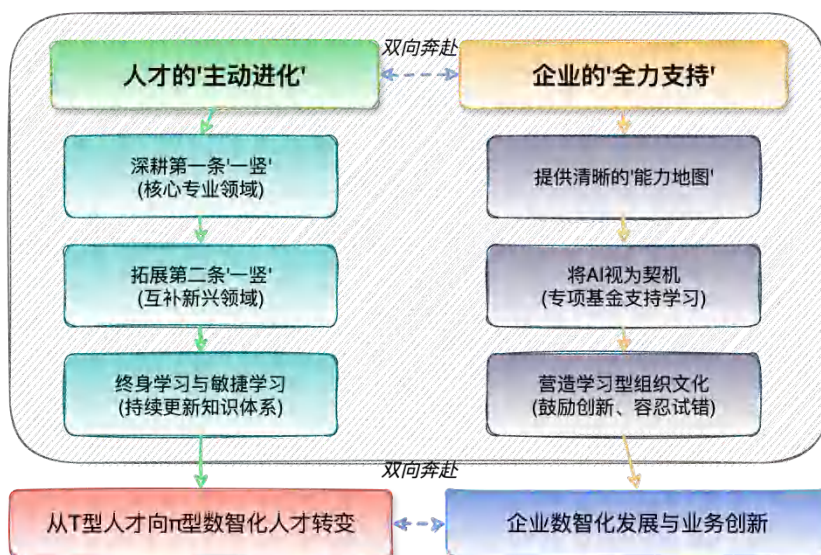 双向奔赴
人才的'主动进化'
企业的'全力支持'
深耕第一条'一竖'
(核心专业领域)
提供清晰的'能力地图'
拓展第二条'一竖'
(互补新兴领域)
将AI视为契机
(专项基金支持学习)
终身学习与敏捷学习
(持续更新知识体系)
营造学习型组织文化
(鼓励创新、容忍试错)
双向奔赴
从T型人才向π型数智化人才转变
企业数智化发展与业务创新